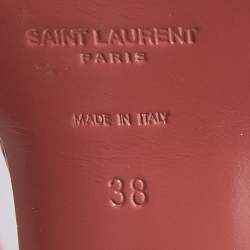 SAINT LAURENT
PARIS
MADE IN ITALY
38